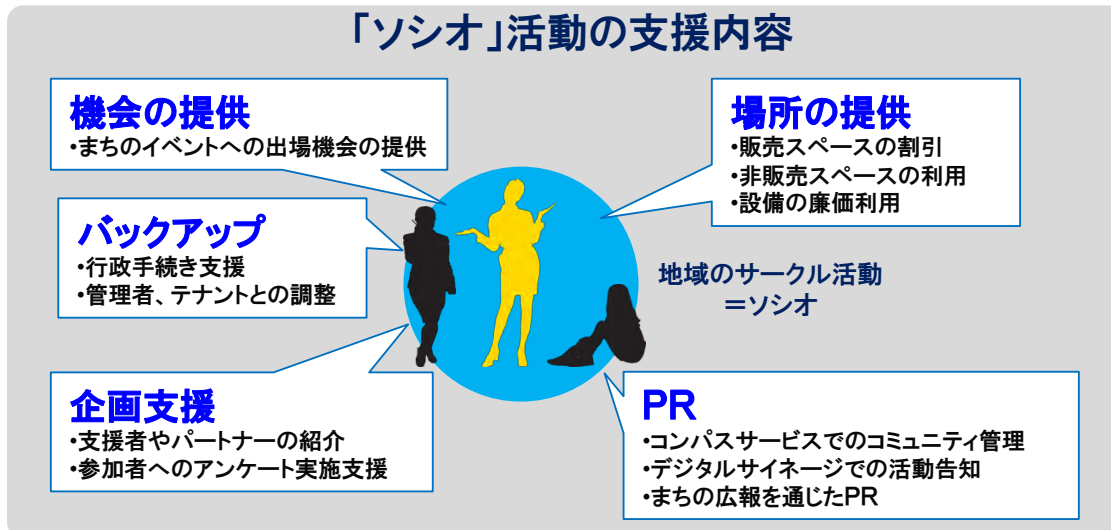 「ソシオ」活動の支援内容
機会の提供
・まちのイベントへの出場機会の提供
場所の提供
・販売スペースの割引
・非販売スペースの利用
・設備の廉価利用
バックアップ
・行政手続き支援
・管理者、テナントとの調整
地域のサークル活動
＝ソシオ
企画支援
・支援者やパートナーの紹介
・参加者へのアンケート実施支援
PR
・コンパスサービスでのコミュニティ管理
・デジタルサイネージでの活動告知
・まちの広報を通じたPR